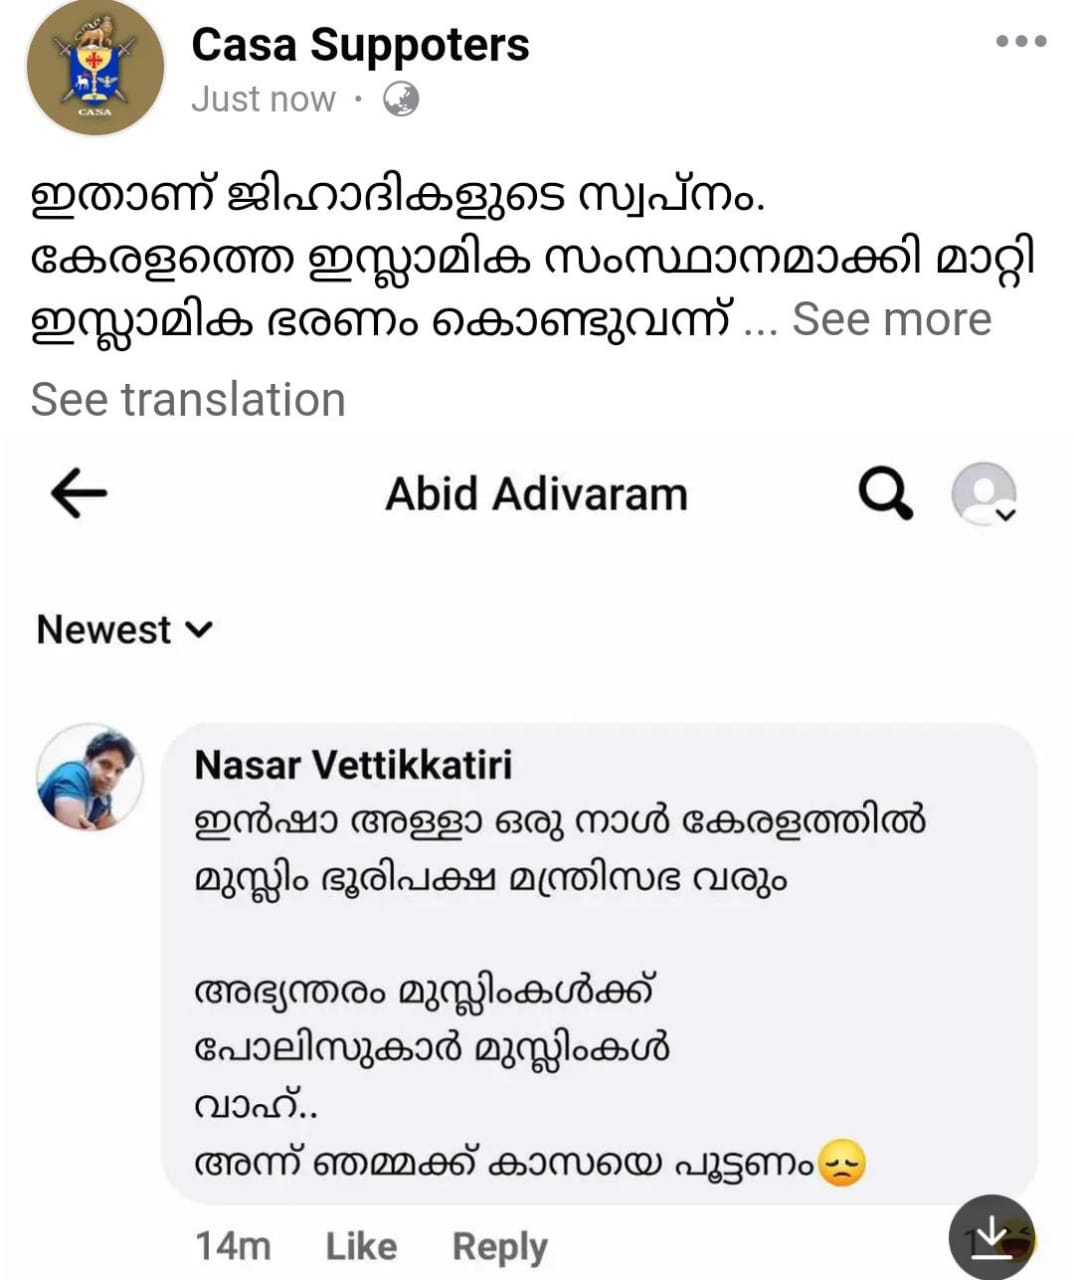 Casa Suppoters
Just now ·
CASA
ഇതാണ് ജിഹാദികളുടെ സ്വപ്നം.
കേരളത്തെ ഇസ്ലാമിക സംസ്ഥാനമാക്കി മാറ്റി
ഇസ്ലാമിക ഭരണം കൊണ്ടുവന്ന് ... See more
See translation
Abid Adivaram
Newest
Nasar Vettikkatiri
ഇൻഷാ അള്ളാ ഒരു നാൾ കേരളത്തിൽ
മുസ്ലിം ഭൂരിപക്ഷ മന്ത്രിസഭ വരും
അഭ്യന്തരം മുസ്ലിംകൾക്ക്
പോലിസുകാർ മുസ്ലിംകൾ
വാഹ്..
അന്ന് ഞമ്മക്ക് കാസയെ പൂട്ടണം😞
14m Like Reply
1